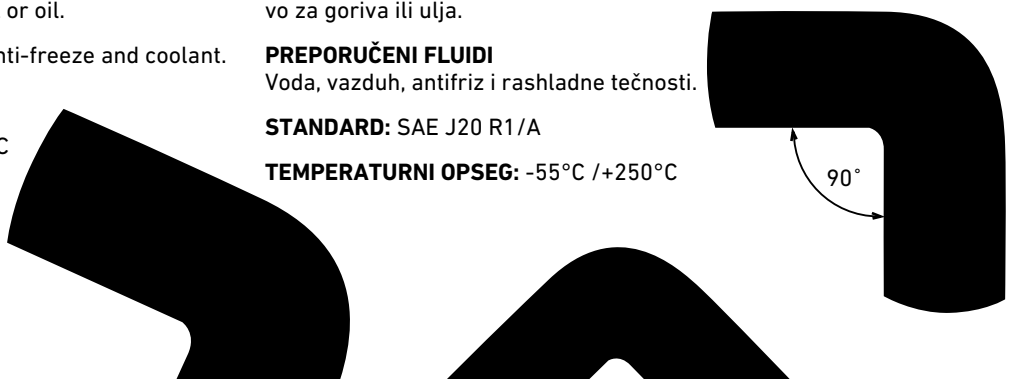 or oil.
nti-freeze and coolant.
C
vo za goriva ili ulja.
PREPORUČENI FLUIDI
Voda, vazduh, antifriz i rashladne tečnosti.
STANDARD: SAE J20 R1/A
TEMPERATURNI OPSEG: -55°C /+250°C
90°